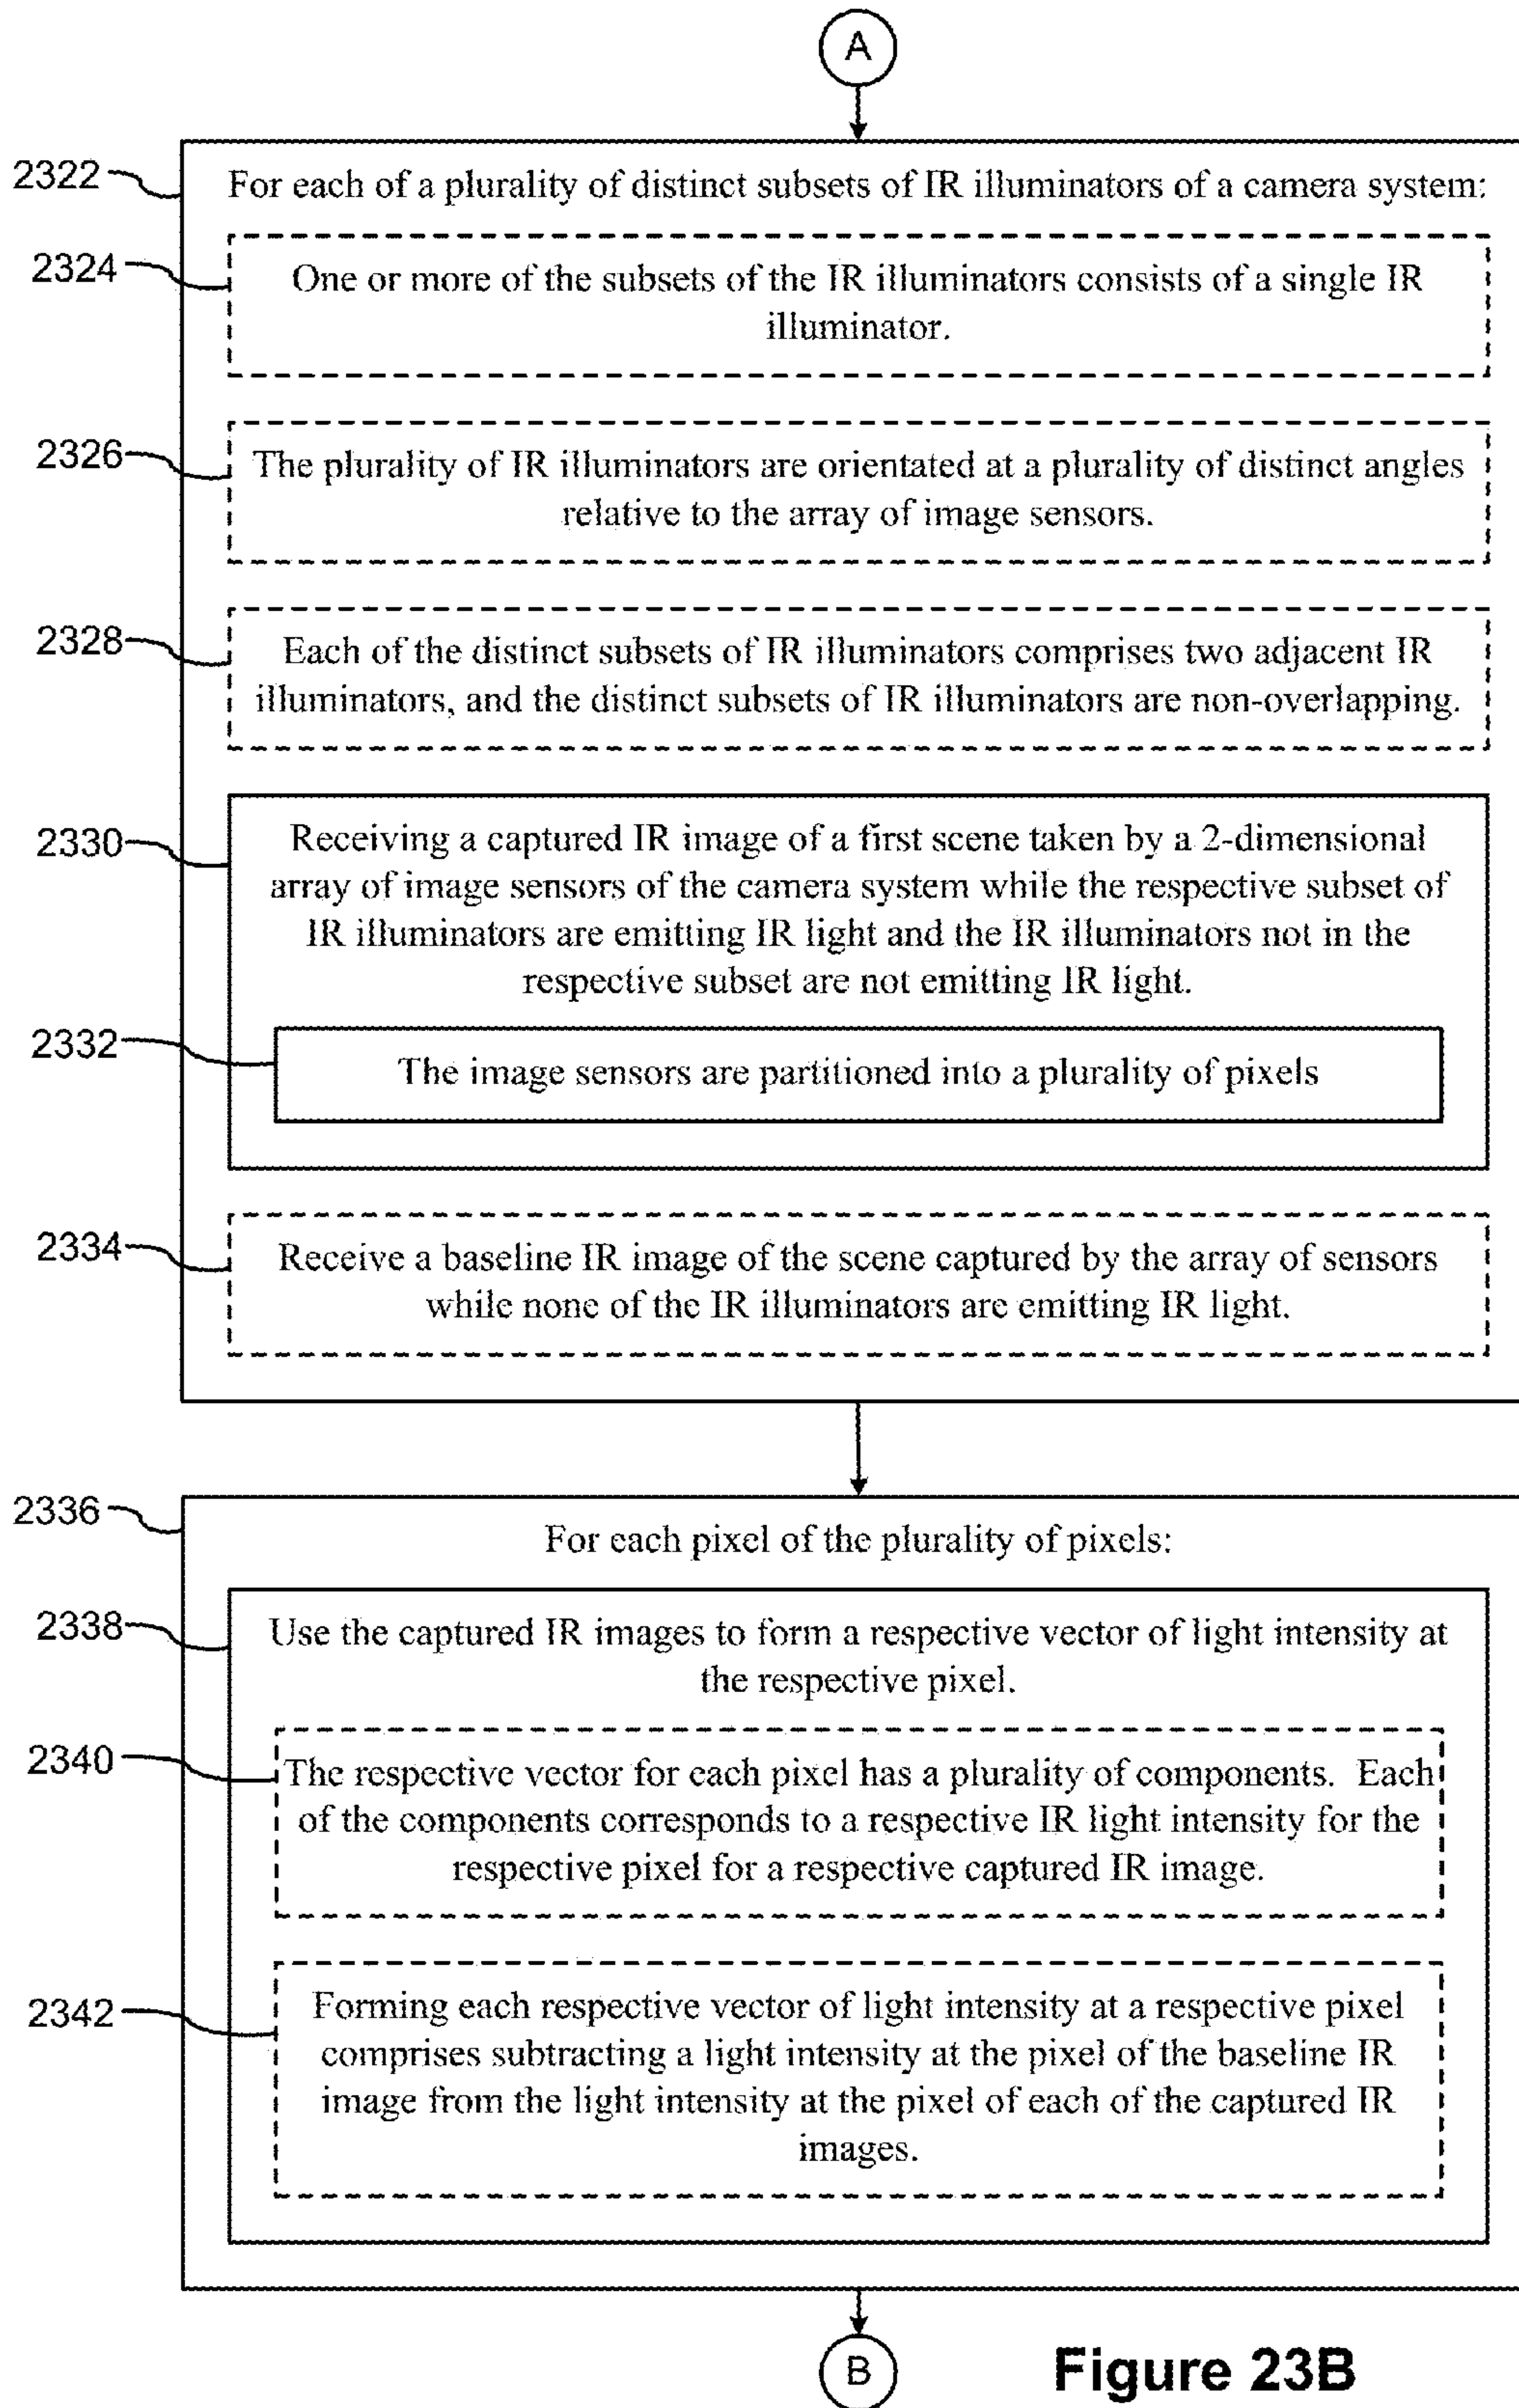 A
2322
For each of a plurality of distinct subsets of IR illuminators of a camera system:
2324
One or more of the subsets of the IR illuminators consists of a single IR
illuminator.
2326
The plurality of IR illuminators are orientated at a plurality of distinct angles
relative to the array of image sensors.
2328
Each of the distinct subsets of IR illuminators comprises two adjacent IR
illuminators, and the distinct subsets of IR illuminators are non-overlapping.
2330
Receiving a captured IR image of a first scene taken by a 2-dimensional
array of image sensors of the camera system while the respective subset of
IR illuminators are emitting IR light and the IR illuminators not in the
respective subset are not emitting IR light.
2332
The image sensors are partitioned into a plurality of pixels
2334
Receive a baseline IR image of the scene captured by the array of sensors
while none of the IR illuminators are emitting IR light.
2336
For each pixel of the plurality of pixels:
2338
Use the captured IR images to form a respective vector of light intensity at
the respective pixel.
2340
The respective vector for each pixel has a plurality of components. Each
of the components corresponds to a respective IR light intensity for the
respective pixel for a respective captured IR image.
2342
Forming each respective vector of light intensity at a respective pixel
comprises subtracting a light intensity at the pixel of the baseline IR
image from the light intensity at the pixel of each of the captured IR
images.
B
Figure 23B